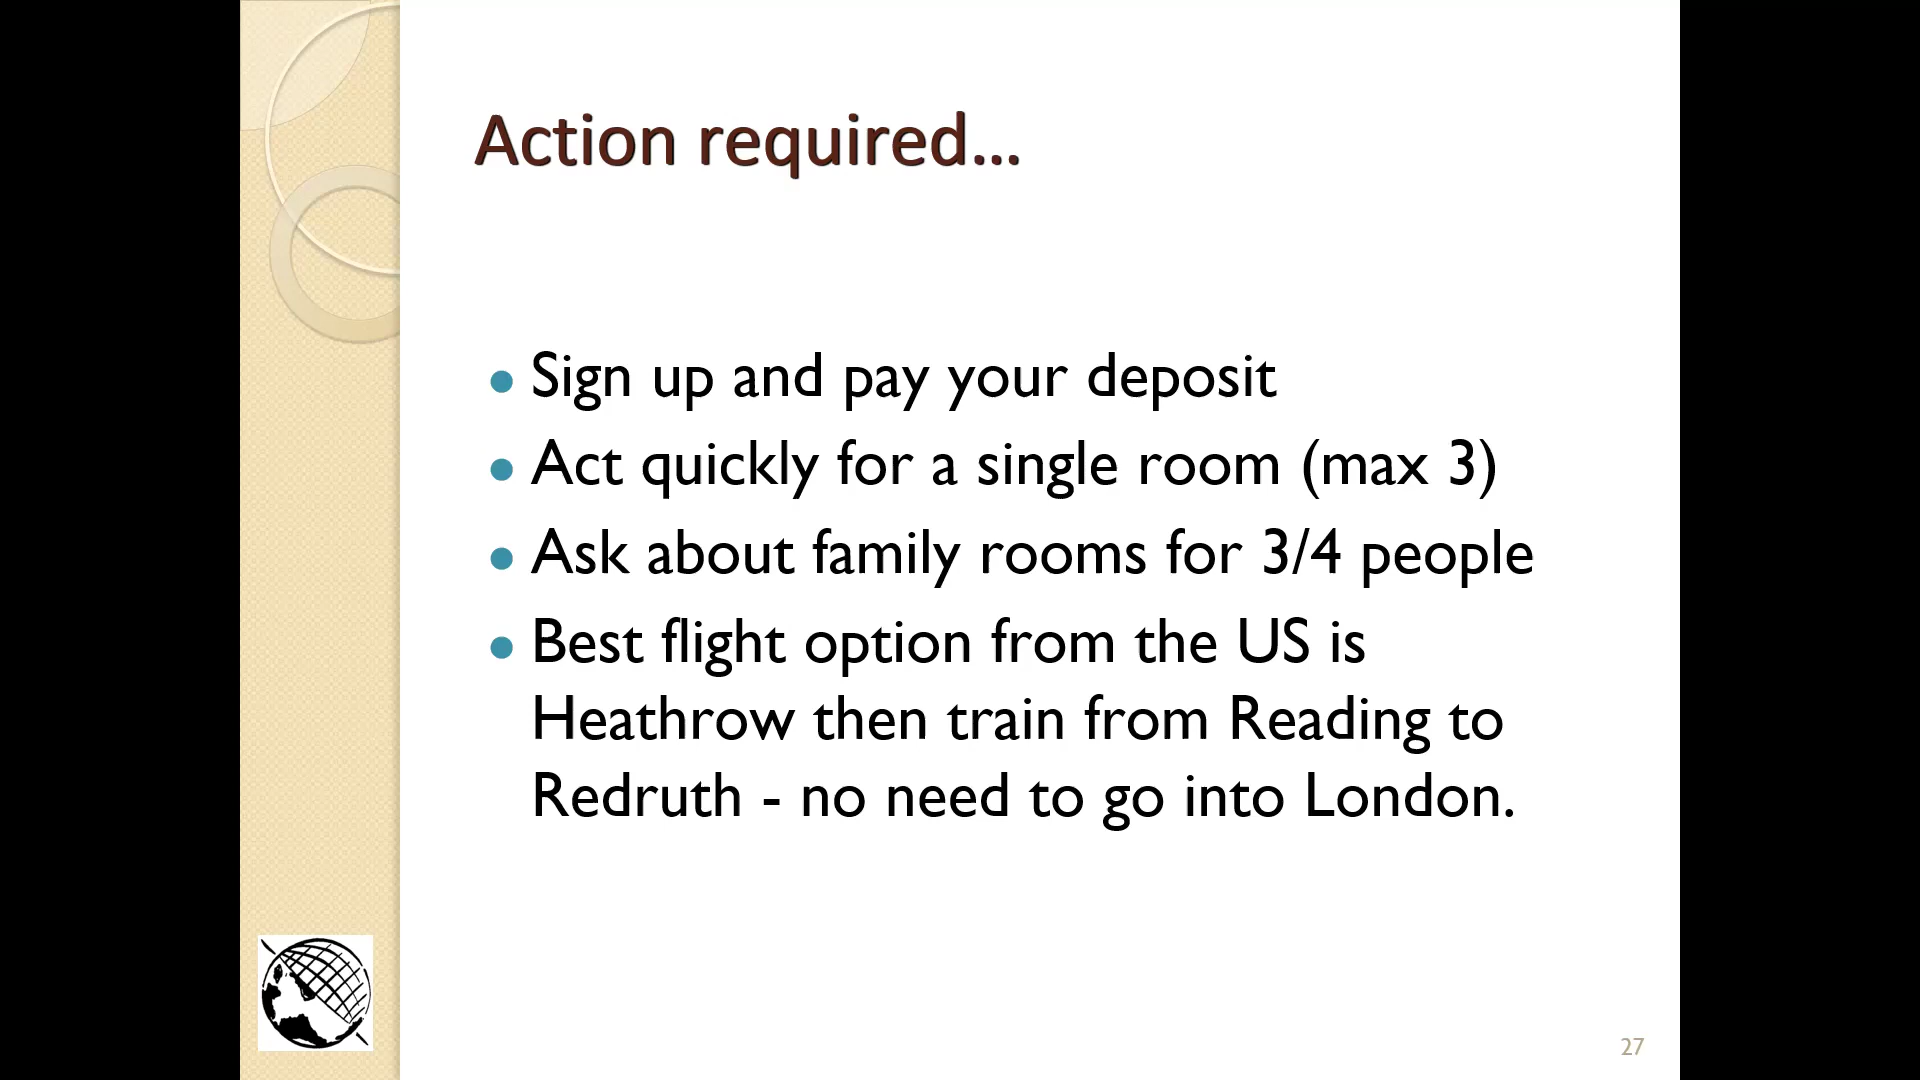 Action required...
• Sign up and pay your deposit
• Act quickly for a single room (max 3)
• Ask about family rooms for 3/4 people
• Best flight option from the US is
Heathrow then train from Reading to
Redruth - no need to go into London.
27